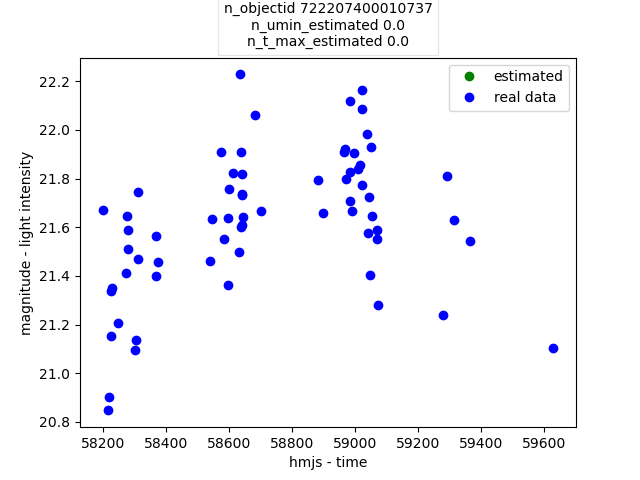 n_objectid 722207400010737
n_umin_estimated 0.0
n_t_max_estimated 0.0
estimated
real data
22.2
22.0
21.8
21.6
21.4
21.2
21.0
20.8
magnitude - light intensity
58200 58400 58600 58800 59000 59200 59400 59600
hmjs - time